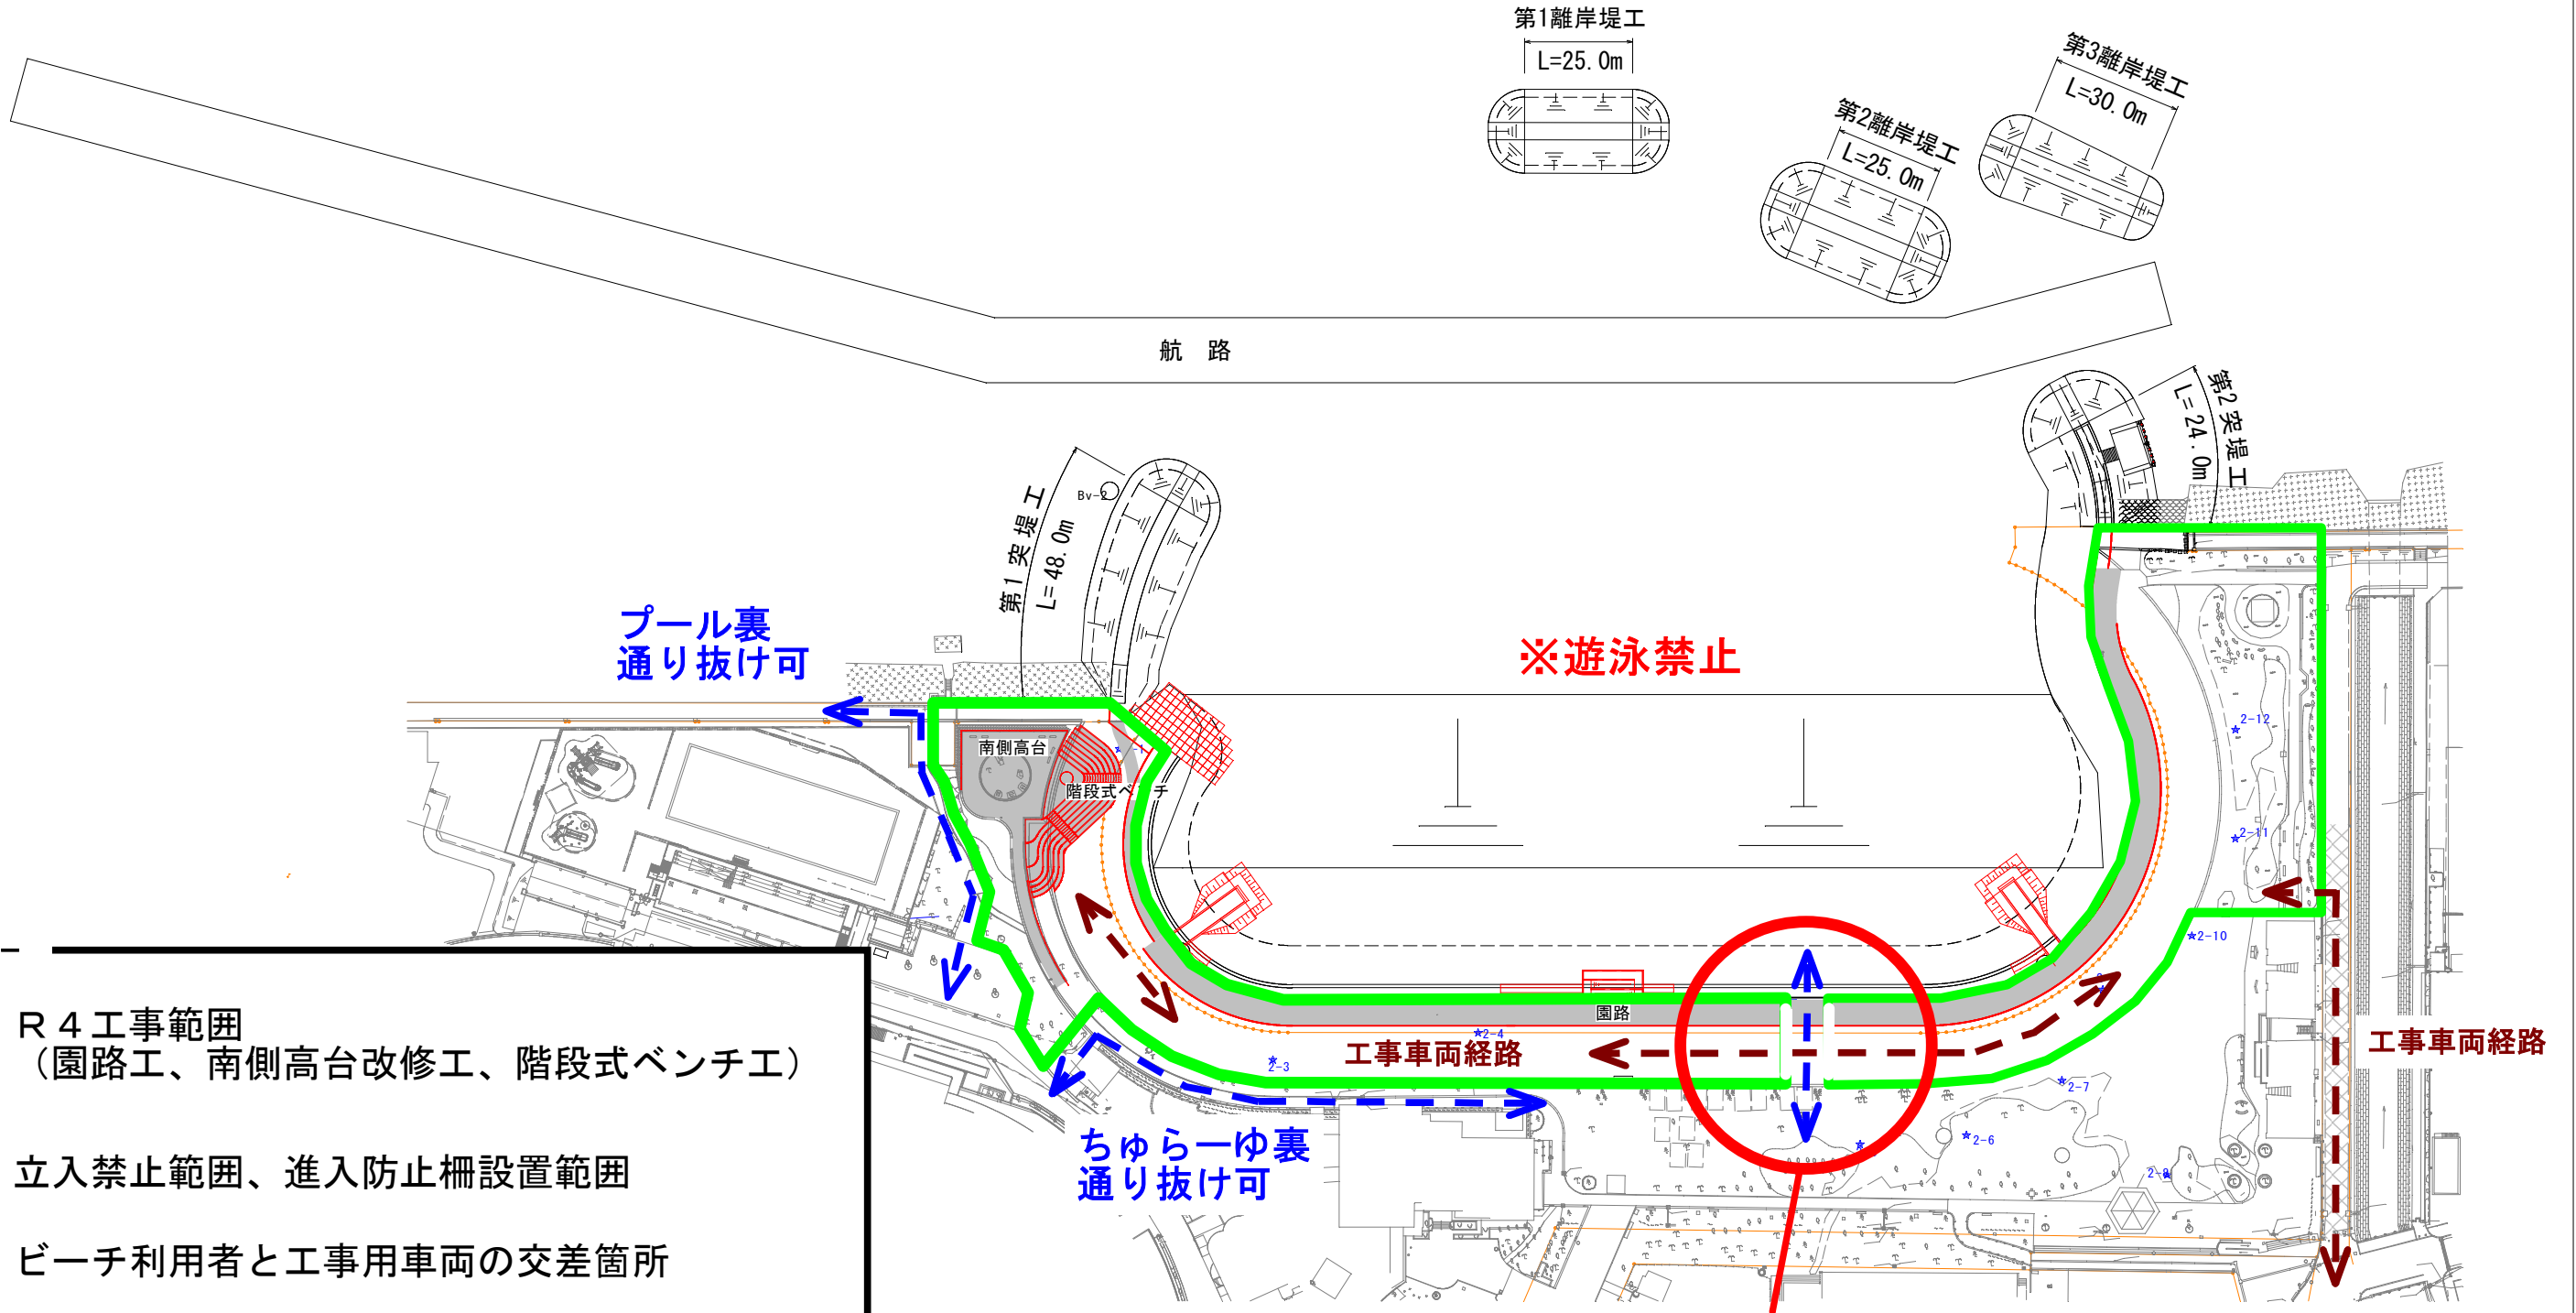 第1離岸堤工
L=25.0m
第2離岸堤工
L=25.0m
第3離岸堤工
L=30.0m
航 路
第1突堤工
L=48.0m
Bv-2
第2突堤工
L=24.0m
プール裏
通り抜け可
※遊泳禁止
南側高台
階段式ベンチ
2-12
2-11
2-10
園路
2-4
2-3
工事車両経路
工事車両経路
2-7
2-6
ちゅらーゆ裏
通り抜け可
R4工事範囲
(園路工、南側高台改修工、階段式ベンチ工)
立入禁止範囲、進入防止柵設置範囲
ビーチ利用者と工事用車両の交差箇所